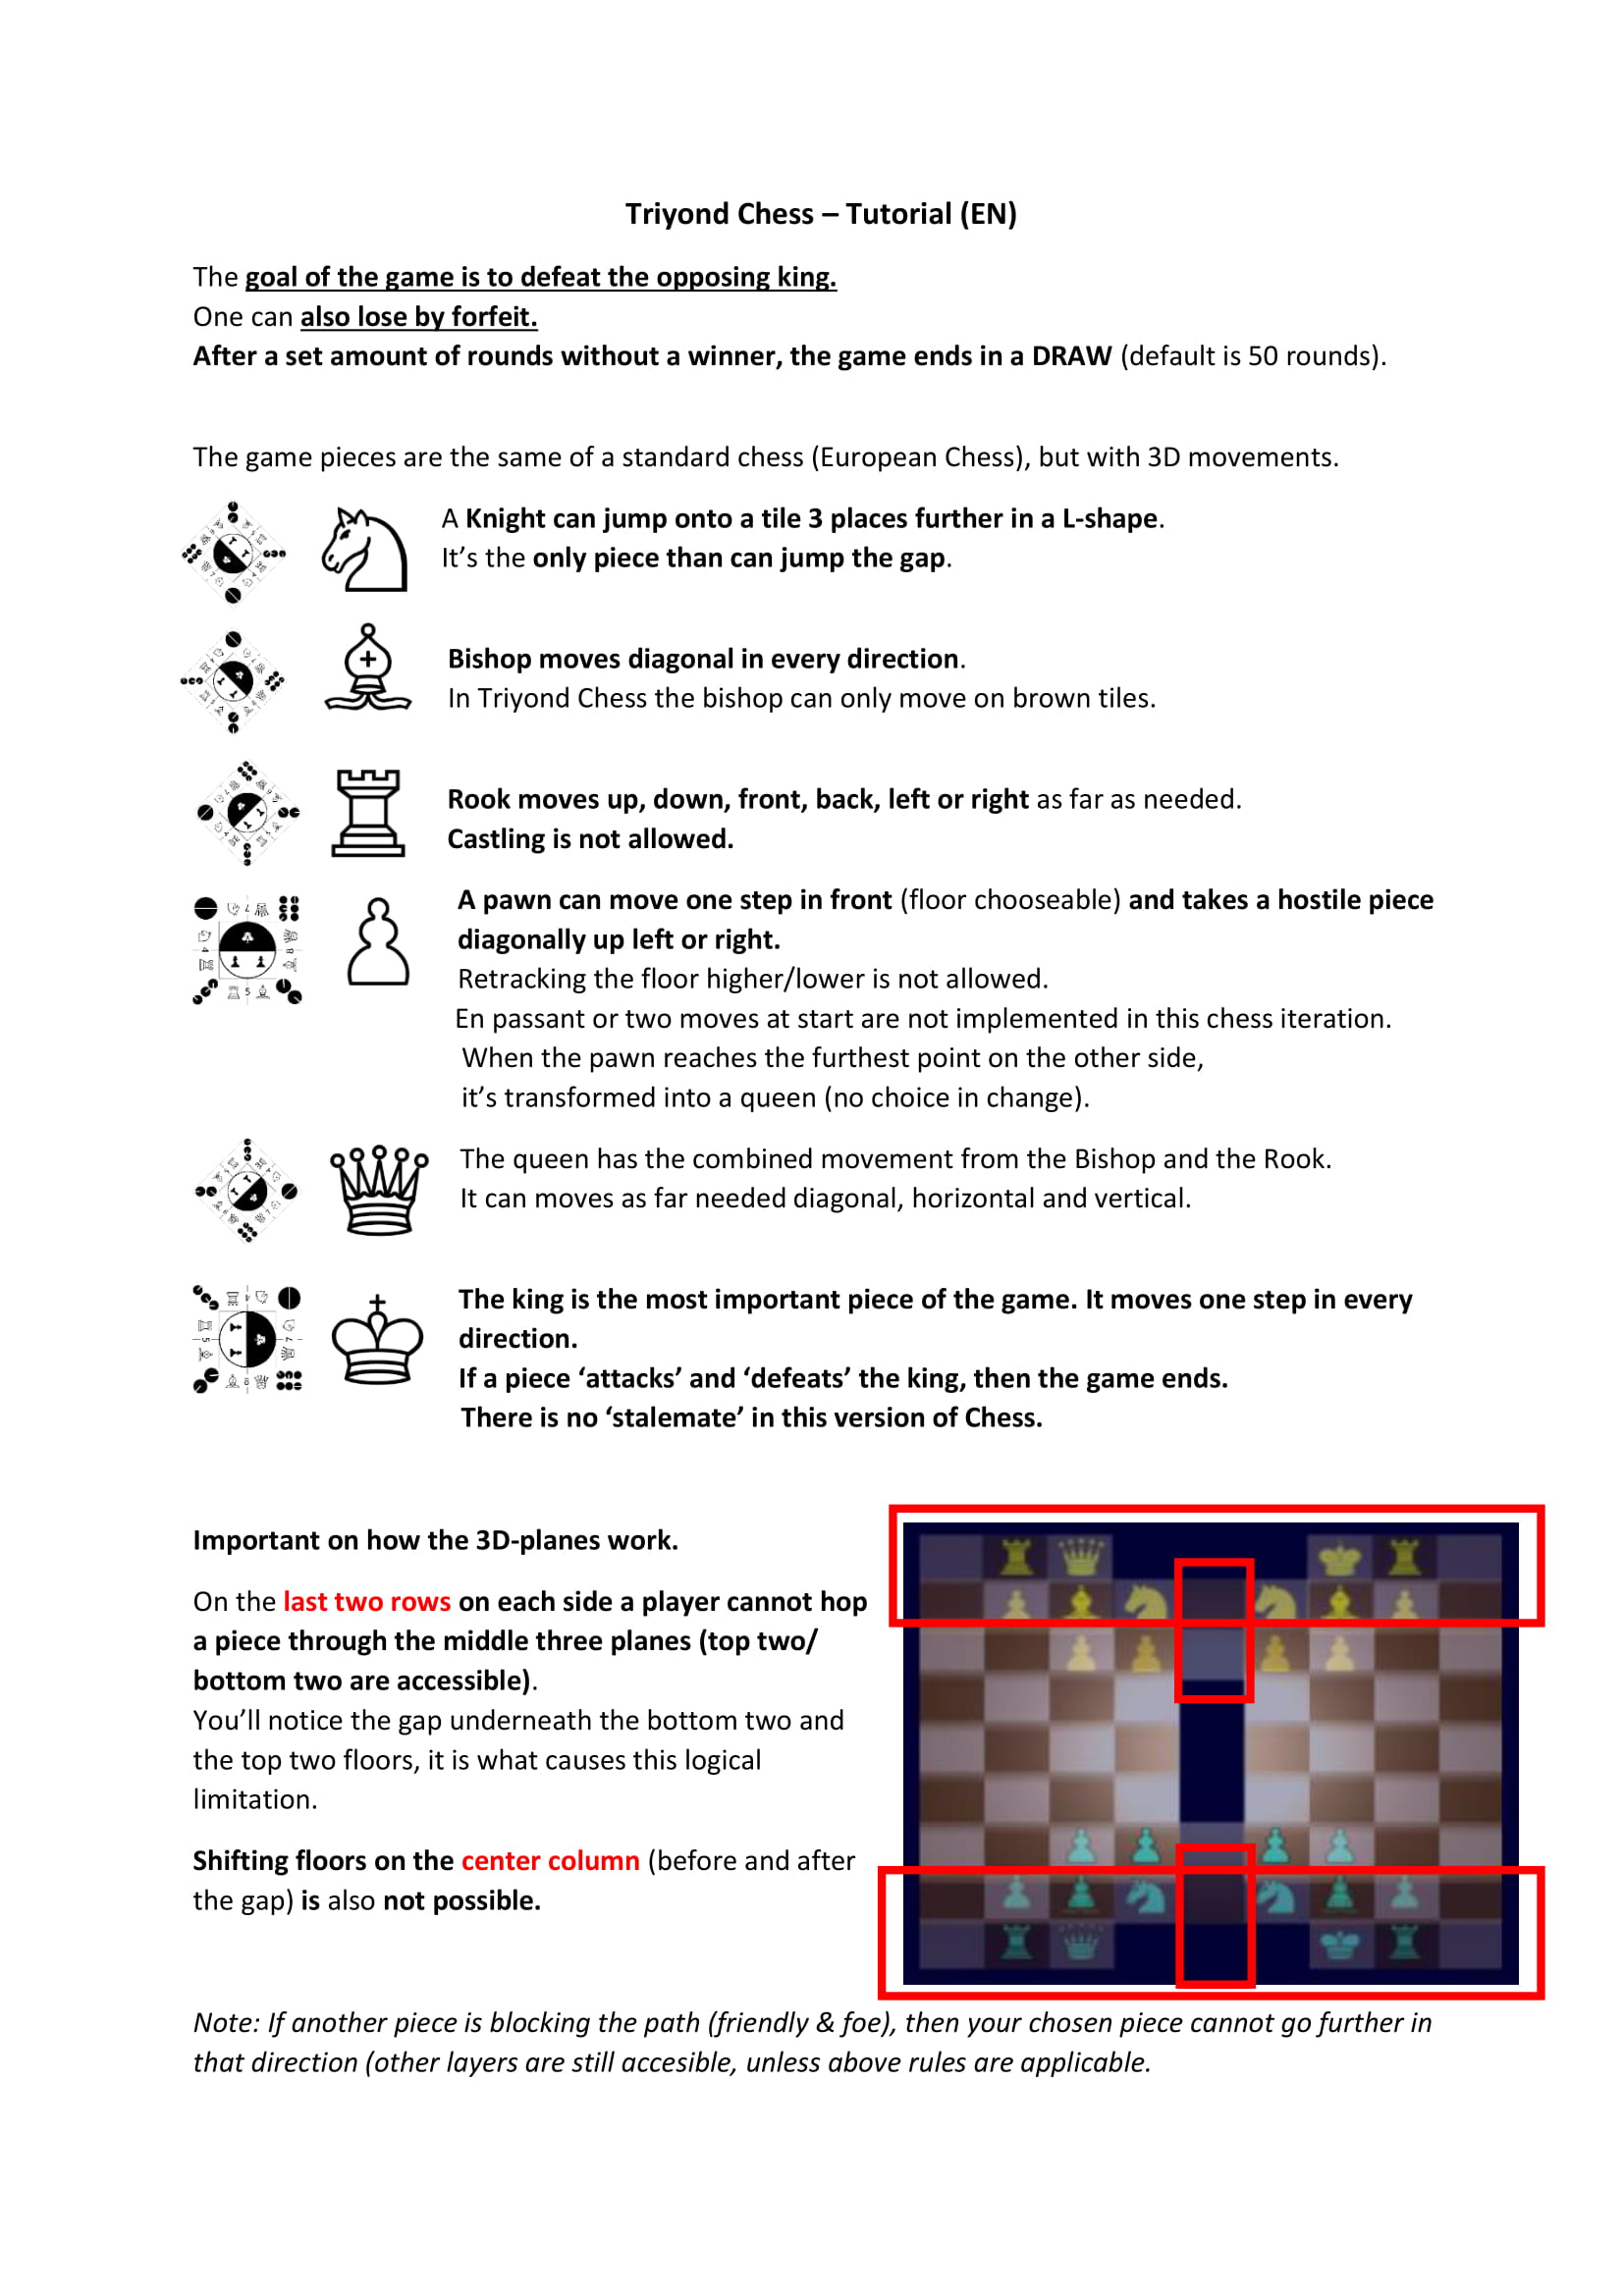 Triyond Chess – Tutorial (EN)
The goal of the game is to defeat the opposing king.
One can also lose by forfeit.
After a set amount of rounds without a winner, the game ends in a DRAW (default is 50 rounds).
The game pieces are the same of a standard chess (European Chess), but with 3D movements.
A Knight can jump onto a tile 3 places further in a L-shape.
It’s the only piece than can jump the gap.
Bishop moves diagonal in every direction.
In Triyond Chess the bishop can only move on brown tiles.
Rook moves up, down, front, back, left or right as far as needed.
Castling is not allowed.
A pawn can move one step in front (floor chooseable) and takes a hostile piece
diagonally up left or right.
Retracking the floor higher/lower is not allowed.
En passant or two moves at start are not implemented in this chess iteration.
When the pawn reaches the furthest point on the other side,
it’s transformed into a queen (no choice in change).
The queen has the combined movement from the Bishop and the Rook.
It can moves as far needed diagonal, horizontal and vertical.
The king is the most important piece of the game. It moves one step in every
direction.
If a piece ‘attacks’ and ‘defeats’ the king, then the game ends.
There is no ‘stalemate’ in this version of Chess.
Important on how the 3D-planes work.
On the last two rows on each side a player cannot hop
a piece through the middle three planes (top two/
bottom two are accessible).
You’ll notice the gap underneath the bottom two and
the top two floors, it is what causes this logical
limitation.
Shifting floors on the center column (before and after
the gap) is also not possible.
Note: If another piece is blocking the path (friendly & foe), then your chosen piece cannot go further in
that direction (other layers are still accesible, unless above rules are applicable.